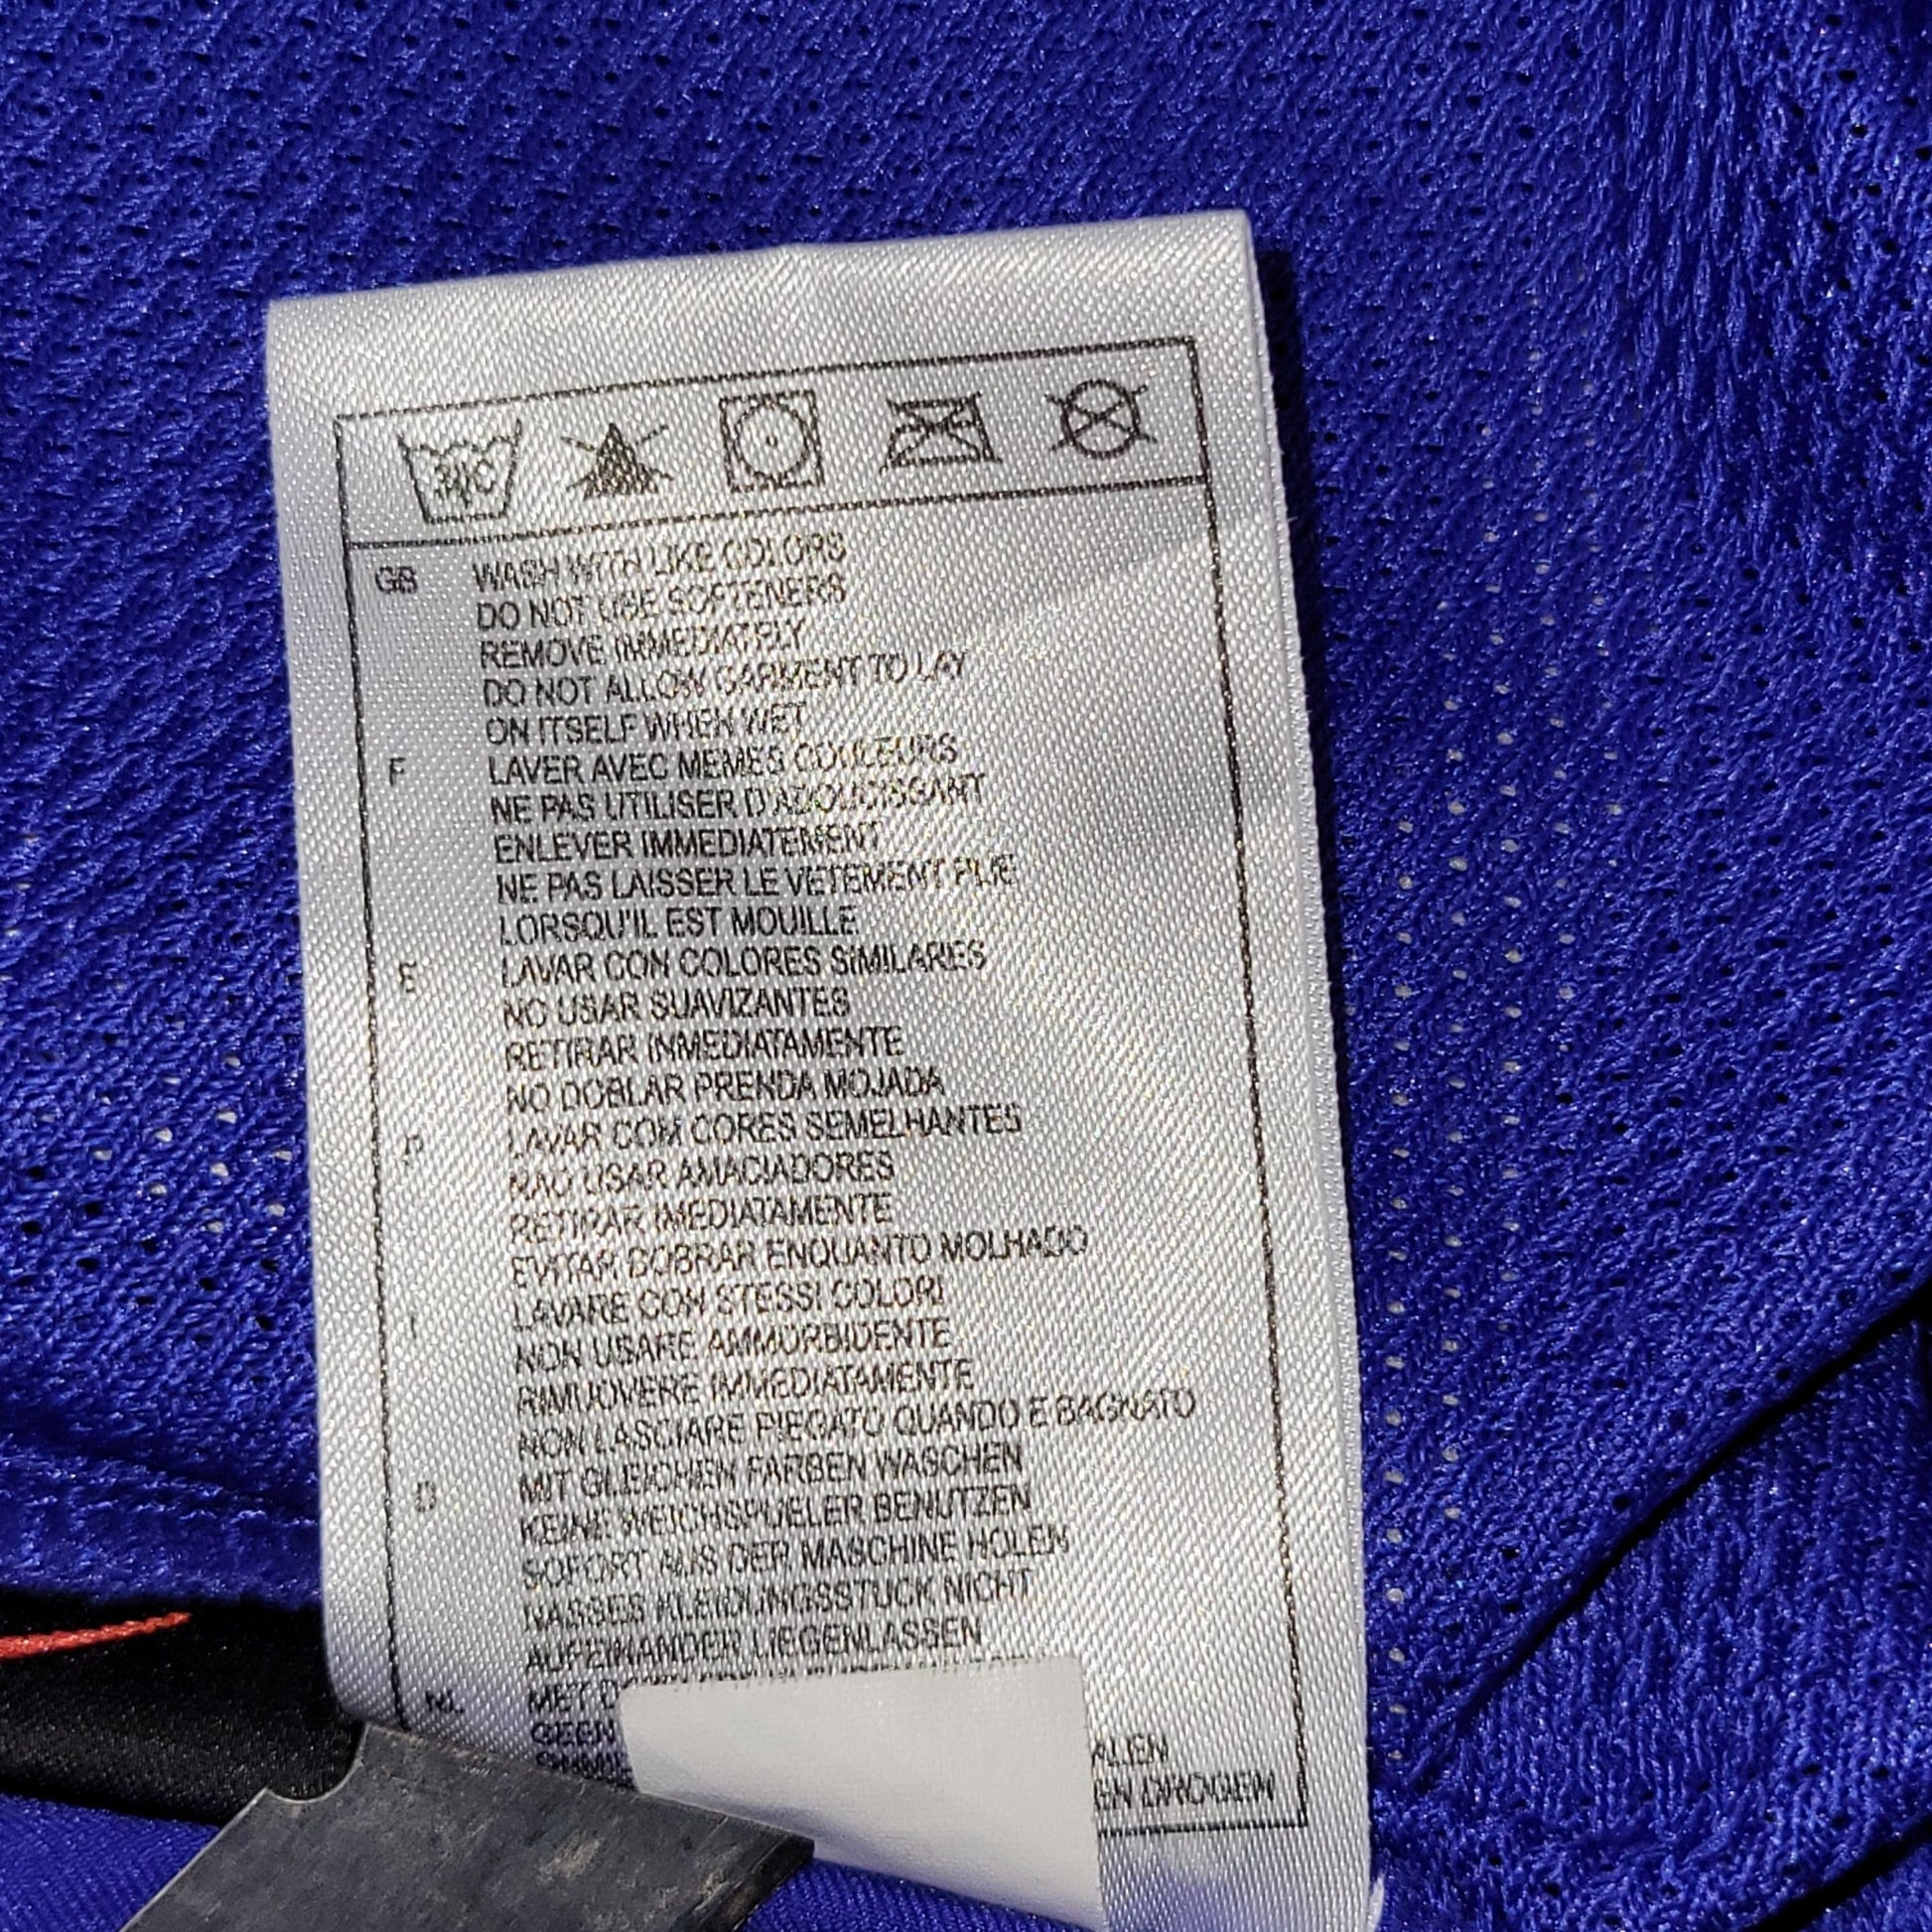 30°C
GB WASH WITH LIKE COLORS
DO NOT USE SOFTENERS
REMOVE IMMEDIATELY
DO NOT ALLOW GARMENT TO LAY
ON ITSELF WHEN WET
F LAVER AVEC MEMES COULEURS
NE PAS UTILISER D'ADOUCISSANT
ENLEVER IMMEDIATEMENT
NE PAS LAISSER LE VETEMENT PLIE
LORSQU'IL EST MOUILLE
E LAVAR CON COLORES SIMILARES
NO USAR SUAVIZANTES
RETIRAR INMEDIATAMENTE
NO DOBLAR PRENDA MOJADA
P LAVAR COM CORES SEMELHANTES
NAO USAR AMACIADORES
RETIRAR IMEDIATAMENTE
EVITAR DOBRAR ENQUANTO MOLHADO
I LAVARE CON STESSI COLORI
NON USARE AMMORBIDENTE
RIMUOVERE IMMEDIATAMENTE
NON LASCIARE PIEGATO QUANDO E BAGNATO
D MIT GLEICHEN FARBEN WASCHEN
KEINE WEICHSPUELER BENUTZEN
SOFORT AUS DER MASCHINE HOLEN
NASSES KLEIDUNGSSTUCK NICHT
AUFEINANDER LIEGENLASSEN
NL MET
GEEN
ALEN
EN DROGEN